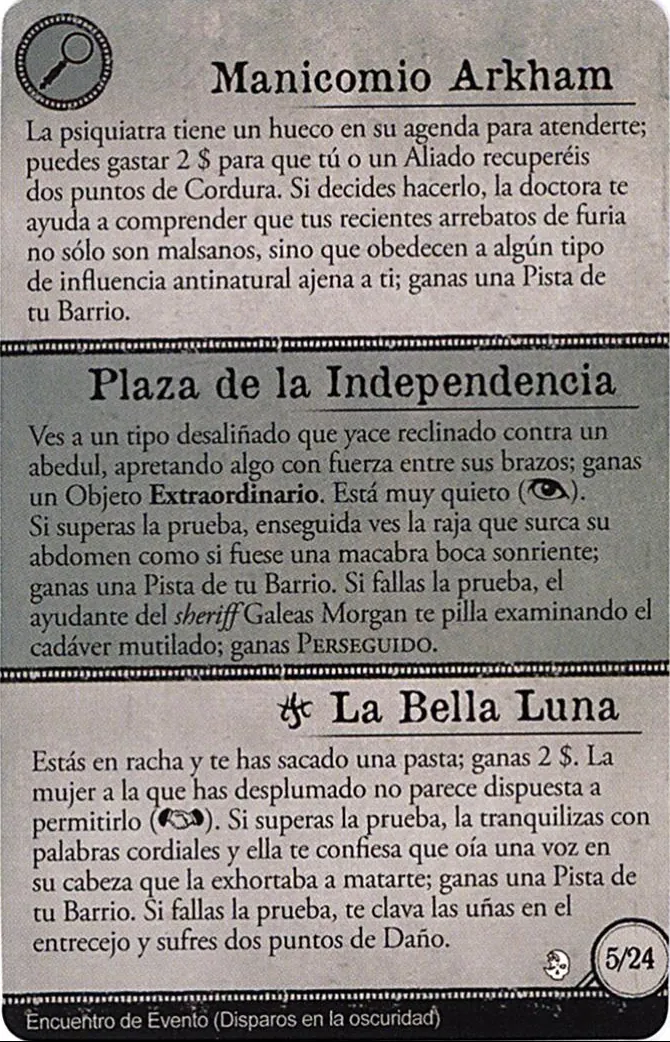 Manicomio Arkham
La psiquiatra tiene un hueco en su agenda para atenderte;
puedes gastar 2 $ para que tú o un Aliado recuperéis
dos puntos de Cordura. Si decides hacerlo, la doctora te
ayuda a comprender que tus recientes arrebatos de furia
no sólo son malsanos, sino que obedecen a algún tipo
de influencia antinatural ajena a ti; ganas una Pista de
tu Barrio.
Plaza de la Independencia
Ves a un tipo desaliñado que yace reclinado contra un
abedul, apretando algo con fuerza entre sus brazos; ganas
un Objeto Extraordinario. Está muy quieto ( ).
Si superas la prueba, enseguida ves la raja que surca su
abdomen como si fuese una macabra boca sonriente;
ganas una Pista de tu Barrio. Si fallas la prueba, el
ayudante del sheriff Galeas Morgan te pilla examinando el
cadáver mutilado; ganas PERSEGUIDO.
La Bella Luna
Estás en racha y te has sacado una pasta; ganas 2 $. La
mujer a la que has desplumado no parece dispuesta a
permitirlo ( ). Si superas la prueba, la tranquilizas con
palabras cordiales y ella te confiesa que oía una voz en
su cabeza que la exhortaba a matarte; ganas una Pista de
tu Barrio. Si fallas la prueba, te clava las uñas en el
entrecejo y sufres dos puntos de Daño.
5/24
Encuentro de Evento (Disparos en la oscuridad)